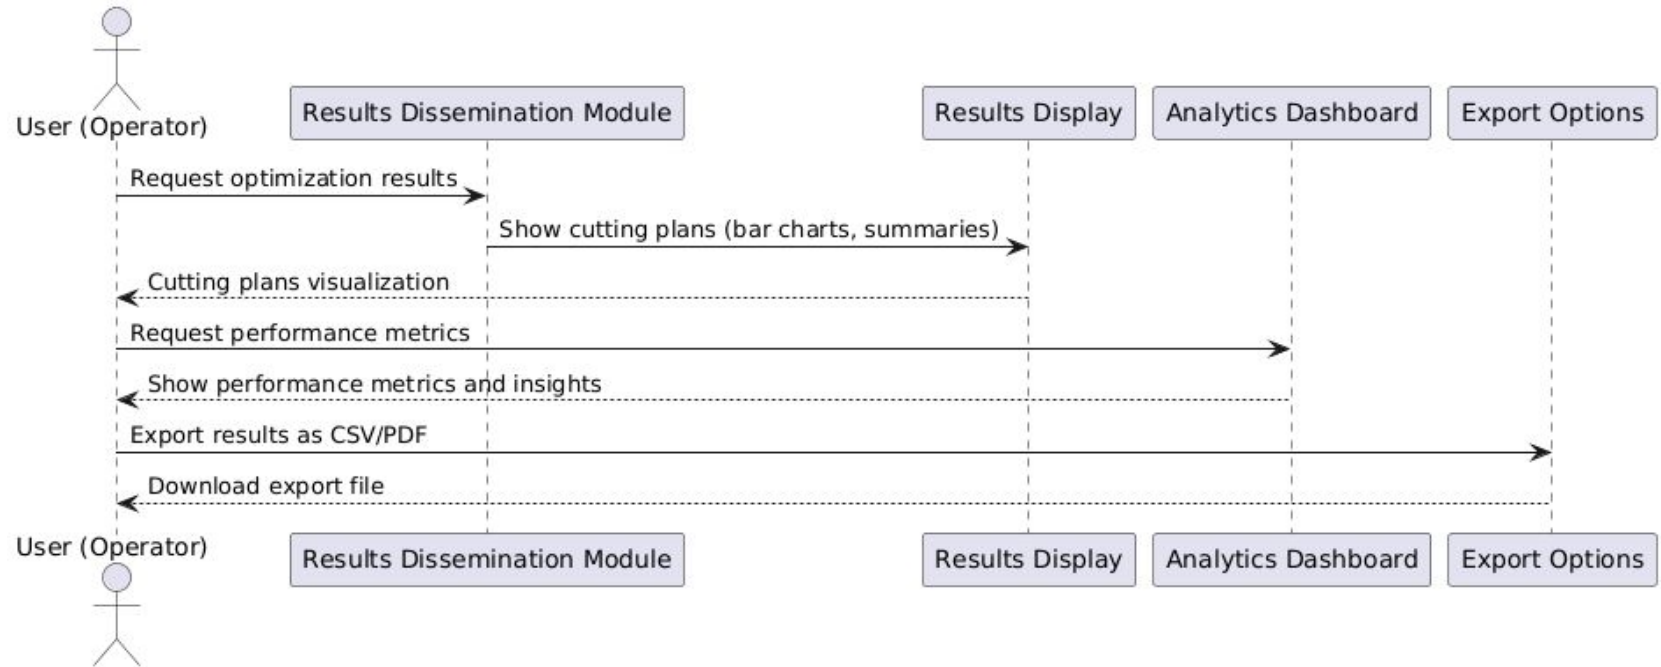 User (Operator)
Results Dissemination Module
Results Display
Analytics Dashboard
Export Options
Request optimization results
Show cutting plans (bar charts, summaries)
Cutting plans visualization
Request performance metrics
Show performance metrics and insights
Export results as CSV/PDF
Download export file
User (Operator)
Results Dissemination Module
Results Display
Analytics Dashboard
Export Options